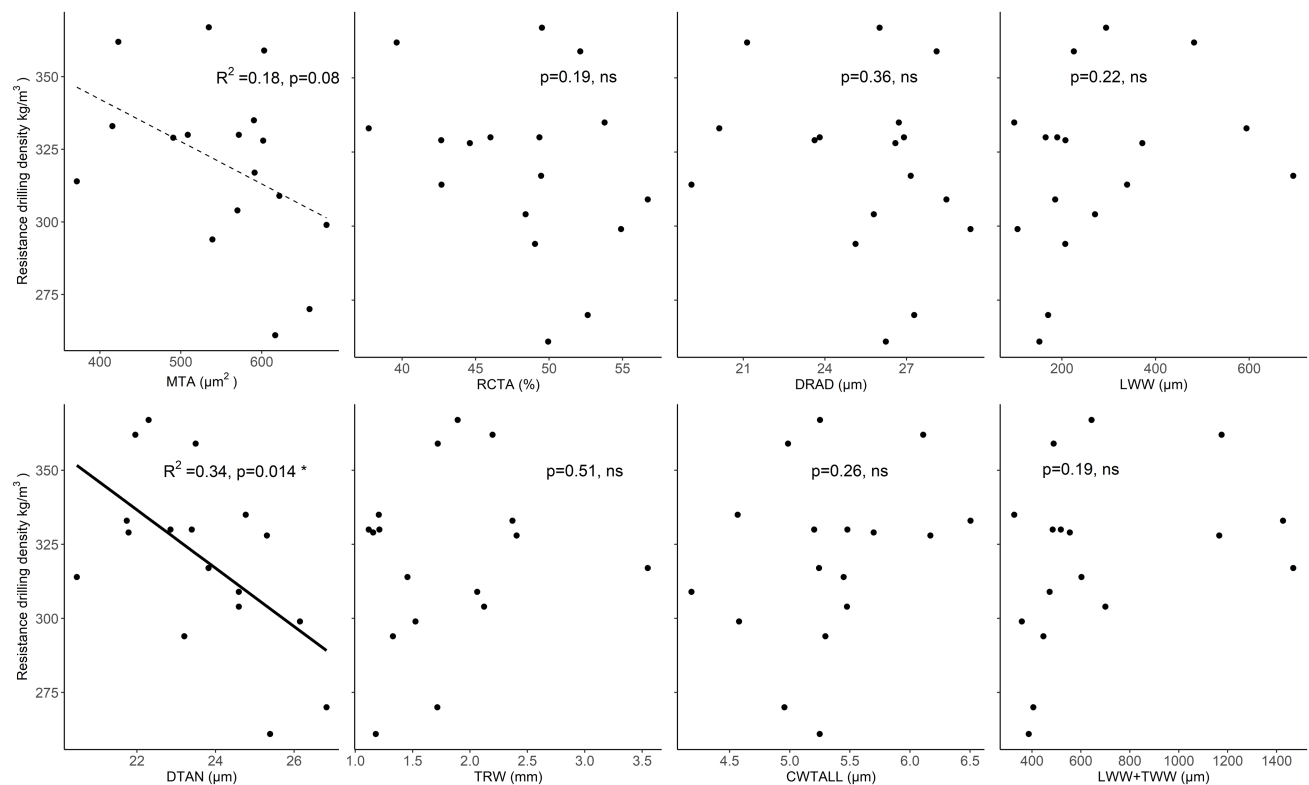 R2 =0.18, p=0.08
p=0.19, ns
p=0.36, ns
p=0.22, ns
Resistance drilling density kg/m3 )
350
325
300
275
400 500 600
40 45 50 55
21 24 27
200 400 600
MTA (µm2 )
RCTA (%)
DRAD (µm)
LWW (µm)
R2 =0.34, p=0.014 *
p=0.51, ns
p=0.26, ns
p=0.19, ns
Resistance drilling density kg/m3 )
350
325
300
275
22 24 26
1.0 1.5 2.0 2.5 3.0 3.5
4.5 5.0 5.5 6.0 6.5
400 600 800 1000 1200 1400
DTAN (µm)
TRW (mm)
CWTALL (µm)
LWW+TWW (µm)